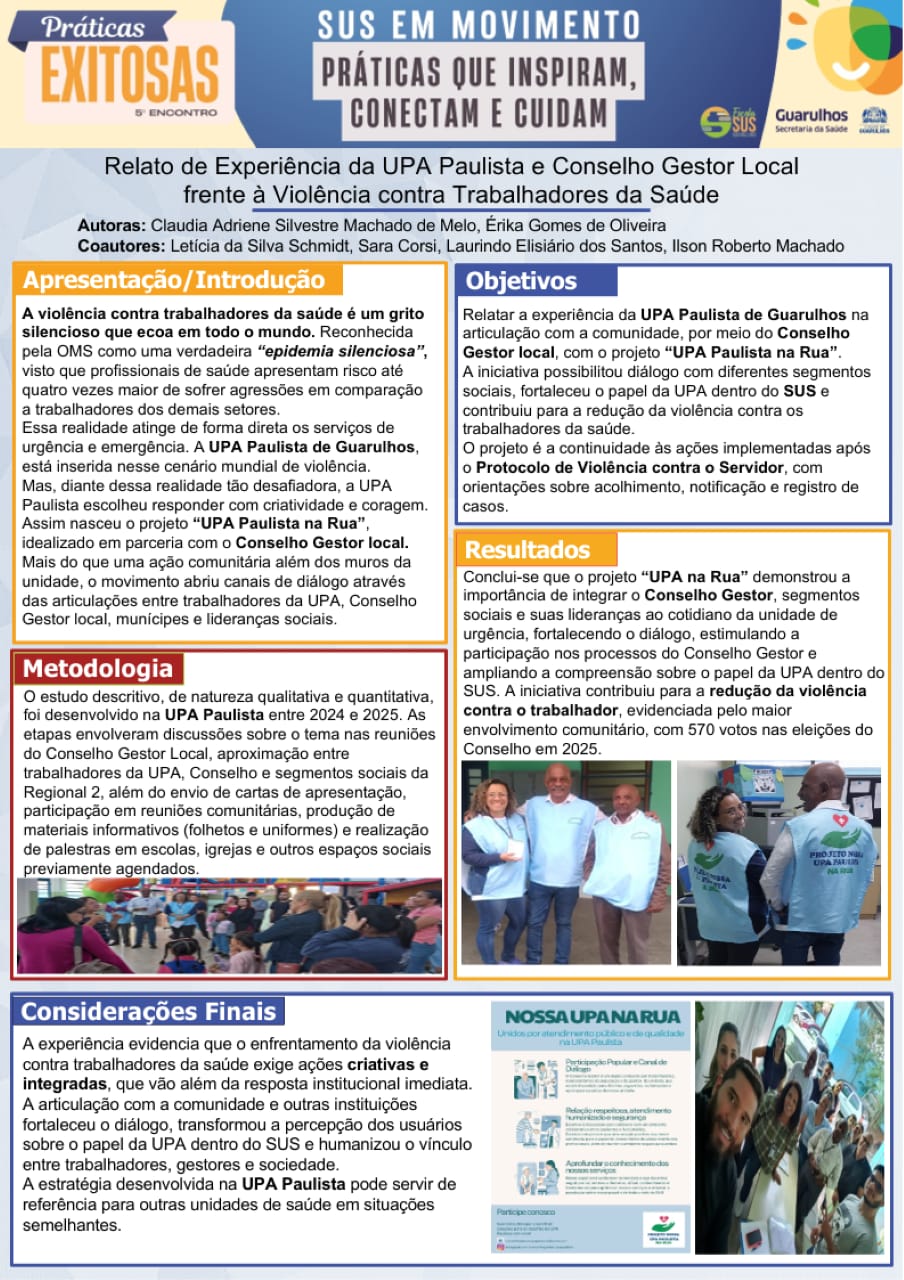 Práticas
EXITOSAS
5º ENCONTRO
SUS EM MOVIMENTO
PRÁTICAS QUE INSPIRAM,
CONECTAM E CUIDAM
Escola
SUS
Guarulhos
Secretaria da Saúde
GUARULHOS
Relato de Experiência da UPA Paulista e Conselho Gestor Local
frente à Violência contra Trabalhadores da Saúde
Autoras: Claudia Adriene Silvestre Machado de Melo, Érika Gomes de Oliveira
Coautores: Letícia da Silva Schmidt, Sara Corsi, Laurindo Elisiário dos Santos, Ilson Roberto Machado
Apresentação/Introdução
A violência contra trabalhadores da saúde é um grito
silencioso que ecoa em todo o mundo. Reconhecida
pela OMS como uma verdadeira “epidemia silenciosa”,
visto que profissionais de saúde apresentam risco até
quatro vezes maior de sofrer agressões em comparação
a trabalhadores dos demais setores.
Essa realidade atinge de forma direta os serviços de
urgência e emergência. A UPA Paulista de Guarulhos,
está inserida nesse cenário mundial de violência.
Mas, diante dessa realidade tão desafiadora, a UPA
Paulista escolheu responder com criatividade e coragem.
Assim nasceu o projeto “UPA Paulista na Rua”,
idealizado em parceria com o Conselho Gestor local.
Mais do que uma ação comunitária além dos muros da
unidade, o movimento abriu canais de diálogo através
das articulações entre trabalhadores da UPA, Conselho
Gestor local, munícipes e lideranças sociais.
Metodologia
O estudo descritivo, de natureza qualitativa e quantitativa,
foi desenvolvido na UPA Paulista entre 2024 e 2025. As
etapas envolveram discussões sobre o tema nas reuniões
do Conselho Gestor Local, aproximação entre
trabalhadores da UPA, Conselho e segmentos sociais da
Regional 2, além do envio de cartas de apresentação,
participação em reuniões comunitárias, produção de
materiais informativos (folhetos e uniformes) e realização
de palestras em escolas, igrejas e outros espaços sociais
previamente agendados.
Objetivos
Relatar a experiência da UPA Paulista de Guarulhos na
articulação com a comunidade, por meio do Conselho
Gestor local, com o projeto “UPA Paulista na Rua”.
A iniciativa possibilitou diálogo com diferentes segmentos
sociais, fortaleceu o papel da UPA dentro do SUS e
contribuiu para a redução da violência contra os
trabalhadores da saúde.
O projeto é a continuidade às ações implementadas após
o Protocolo de Violência contra o Servidor, com
orientações sobre acolhimento, notificação e registro de
casos.
Resultados
Conclui-se que o projeto “UPA na Rua” demonstrou a
importância de integrar o Conselho Gestor, segmentos
sociais e suas lideranças ao cotidiano da unidade de
urgência, fortalecendo o diálogo, estimulando a
participação nos processos do Conselho Gestor e
ampliando a compreensão sobre o papel da UPA dentro do
SUS. A iniciativa contribuiu para a redução da violência
contra o trabalhador, evidenciada pelo maior
envolvimento comunitário, com 570 votos nas eleições do
Conselho em 2025.
PROJETO NOSSA
UPA PAULISTA
NA RUA
Considerações Finais
A experiência evidencia que o enfrentamento da violência
contra trabalhadores da saúde exige ações criativas e
integradas, que vão além da resposta institucional imediata.
A articulação com a comunidade e outras instituições
fortaleceu o diálogo, transformou a percepção dos usuários
sobre o papel da UPA dentro do SUS e humanizou o vínculo
entre trabalhadores, gestores e sociedade.
A estratégia desenvolvida na UPA Paulista pode servir de
referência para outras unidades de saúde em situações
semelhantes.
NOSSA UPA NA RUA
Unidos por atendimento público e de qualidade
na UPA Paulista
Participação Popular e Canal de
Diálogo
Relação respeitosa, atendimento
humanizado e segurança
Aprofundar o conhecimento dos
nossos serviços
Participe conosco
PROJETO NOSSA
UPA PAULISTA
NA RUA